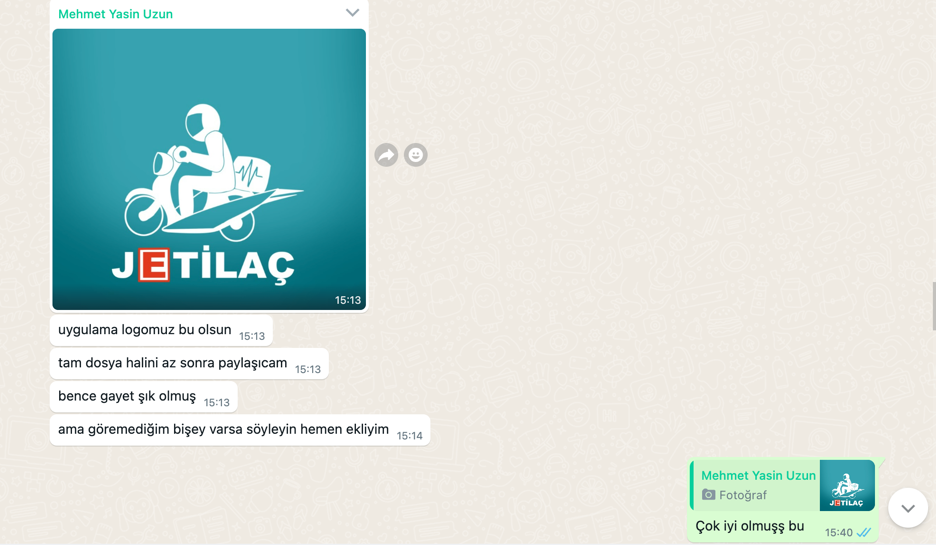 Mehmet Yasin Uzun
JETİLAÇ
15:13
uygulama logomuz bu olsun 15:13
tam dosya halini az sonra paylaşıcam 15:13
bence gayet şık olmuş 15:13
ama göremediğim bişey varsa söyleyin hemen ekliyim 15:14
Mehmet Yasin Uzun
Fotoğraf
JETİLAÇ
Çok iyi olmuşş bu 15:40